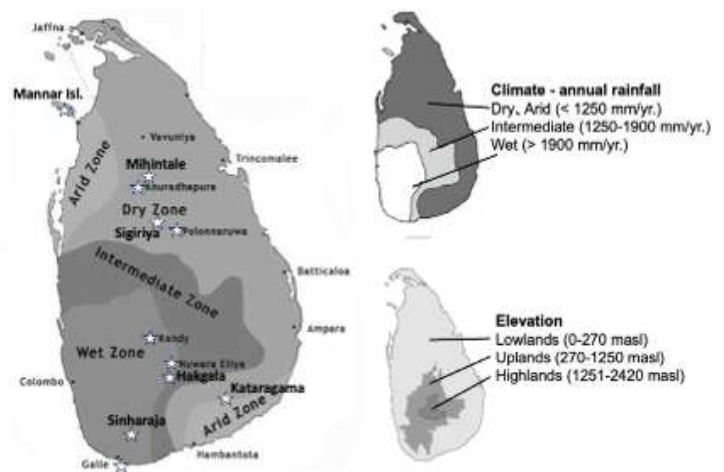 Jaffna
Mannar Isl.
Vavuniya
Trincomalee
Arid Zone
Mihintale
Anuradhapura
Dry Zone
Sigiriya
Polonnaruwa
Intermediate Zone
Batticaloa
Ampara
Kandy
Wet Zone
Nuwara Eliya
Hakgala
Colombo
Kataragama
Arid Zone
Sinharaja
Hambantota
Galle
Climate - annual rainfall
Dry, Arid (< 1250 mm/yr.)
Intermediate (1250-1900 mm/yr.)
Wet (> 1900 mm/yr.)
Elevation
Lowlands (0-270 masl)
Uplands (270-1250 masl)
Highlands (1251-2420 masl)